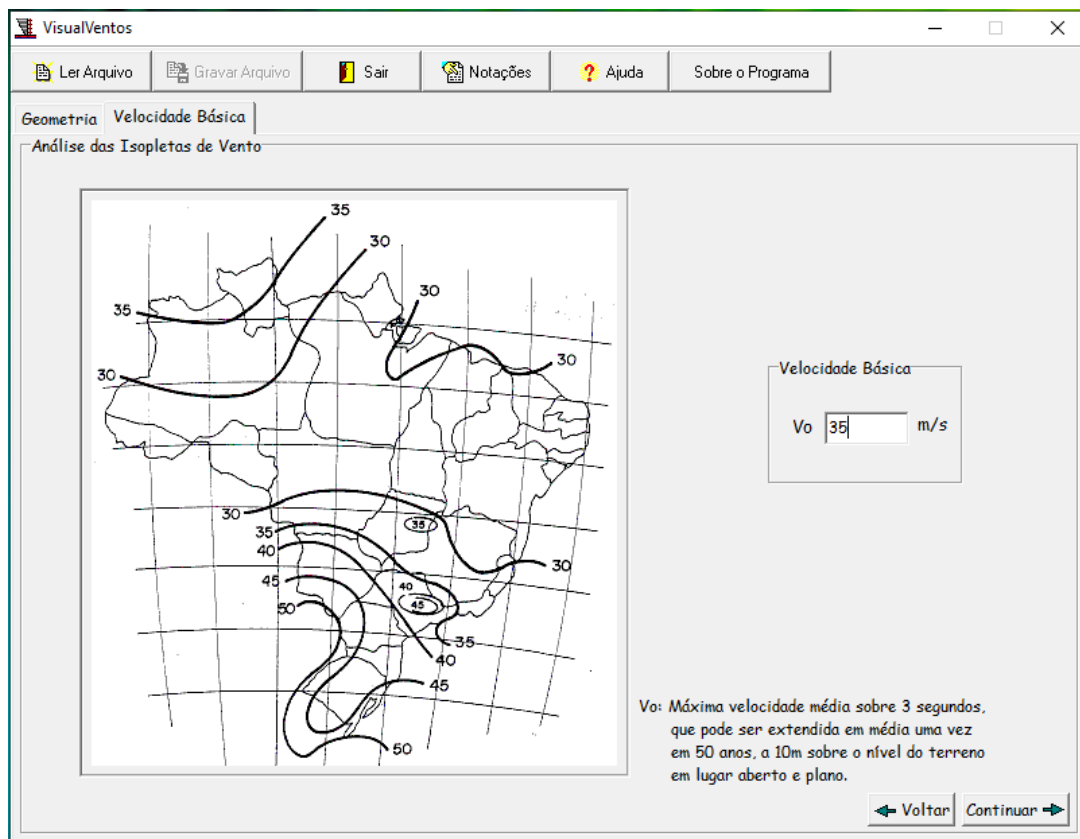 VisualVentos
Ler Arquivo
Gravar Arquivo
Sair
Notações
Ajuda
Sobre o Programa
Geometria
Velocidade Básica
Análise das Isopletas de Vento
35
30
30
35
30
30
30
35
35
40
30
45
40
45
50
35
40
45
50
Velocidade Básica
Vo 35 m/s
Vo: Máxima velocidade média sobre 3 segundos,
que pode ser extendida em média uma vez
em 50 anos, a 10m sobre o nível do terreno
em lugar aberto e plano.
Voltar
Continuar